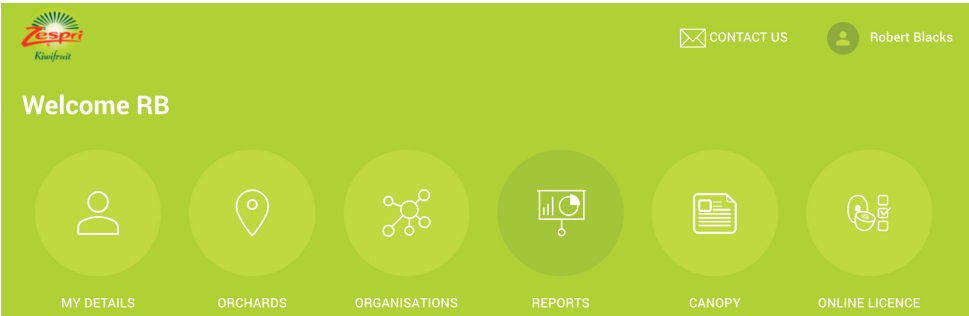 Zespri
Kiwifruit
CONTACT US
Robert Blacks
Welcome RB
MY DETAILS
ORCHARDS
ORGANISATIONS
REPORTS
CANOPY
ONLINE LICENCE